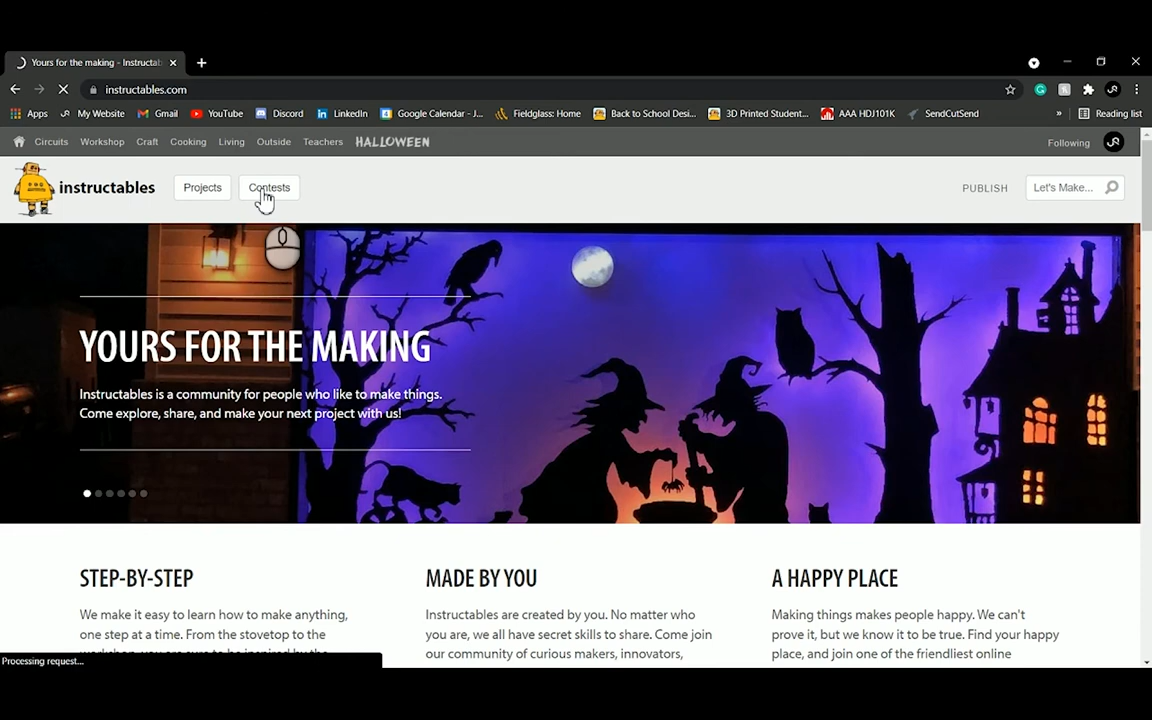 Yours for the making - Instructab
instructables.com
Apps My Website Gmail YouTube Discord LinkedIn Google Calendar - J... Fieldglass: Home Back to School Desi... 3D Printed Student... AAA HDJ101K SendCutSend » Reading list
Circuits Workshop Craft Cooking Living Outside Teachers HALLOWEEN Following
instructables Projects Contests PUBLISH Let's Make...
YOURS FOR THE MAKING
Instructables is a community for people who like to make things.
Come explore, share, and make your next project with us!
STEP-BY-STEP MADE BY YOU A HAPPY PLACE
We make it easy to learn how to make anything, Instructables are created by you. No matter who Making things makes people happy. We can't
one step at a time. From the stovetop to the you are, we all have secret skills to share. Come join prove it, but we know it to be true. Find your happy
our community of curious makers, innovators, place, and join one of the friendliest online
Processing request...